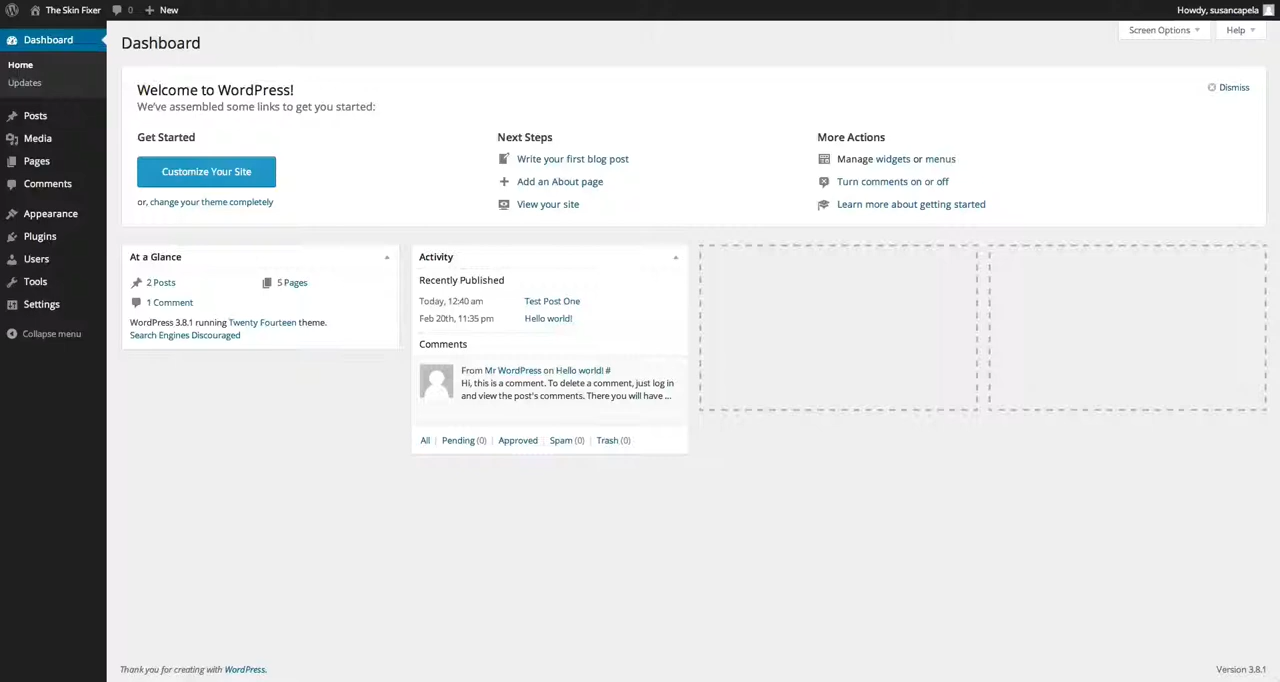 The Skin Fixer 0 New Howdy, susancapela
Dashboard
Home
Updates
Posts
Media
Pages
Comments
Appearance
Plugins
Users
Tools
Settings
Collapse menu
Screen Options Help
Dashboard
Welcome to WordPress!
We've assembled some links to get you started:
Dismiss
Get Started
Customize Your Site
or, change your theme completely
Next Steps
Write your first blog post
Add an About page
View your site
More Actions
Manage widgets or menus
Turn comments on or off
Learn more about getting started
At a Glance
2 Posts 5 Pages
1 Comment
WordPress 3.8.1 running Twenty Fourteen theme.
Search Engines Discouraged
Activity
Recently Published
Today, 12:40 am Test Post One
Feb 20th, 11:35 pm Hello world!
Comments
From Mr WordPress on Hello world! #
Hi, this is a comment. To delete a comment, just log in
and view the post's comments. There you will have ...
All | Pending (0) | Approved | Spam (0) | Trash (0)
Thank you for creating with WordPress. Version 3.8.1